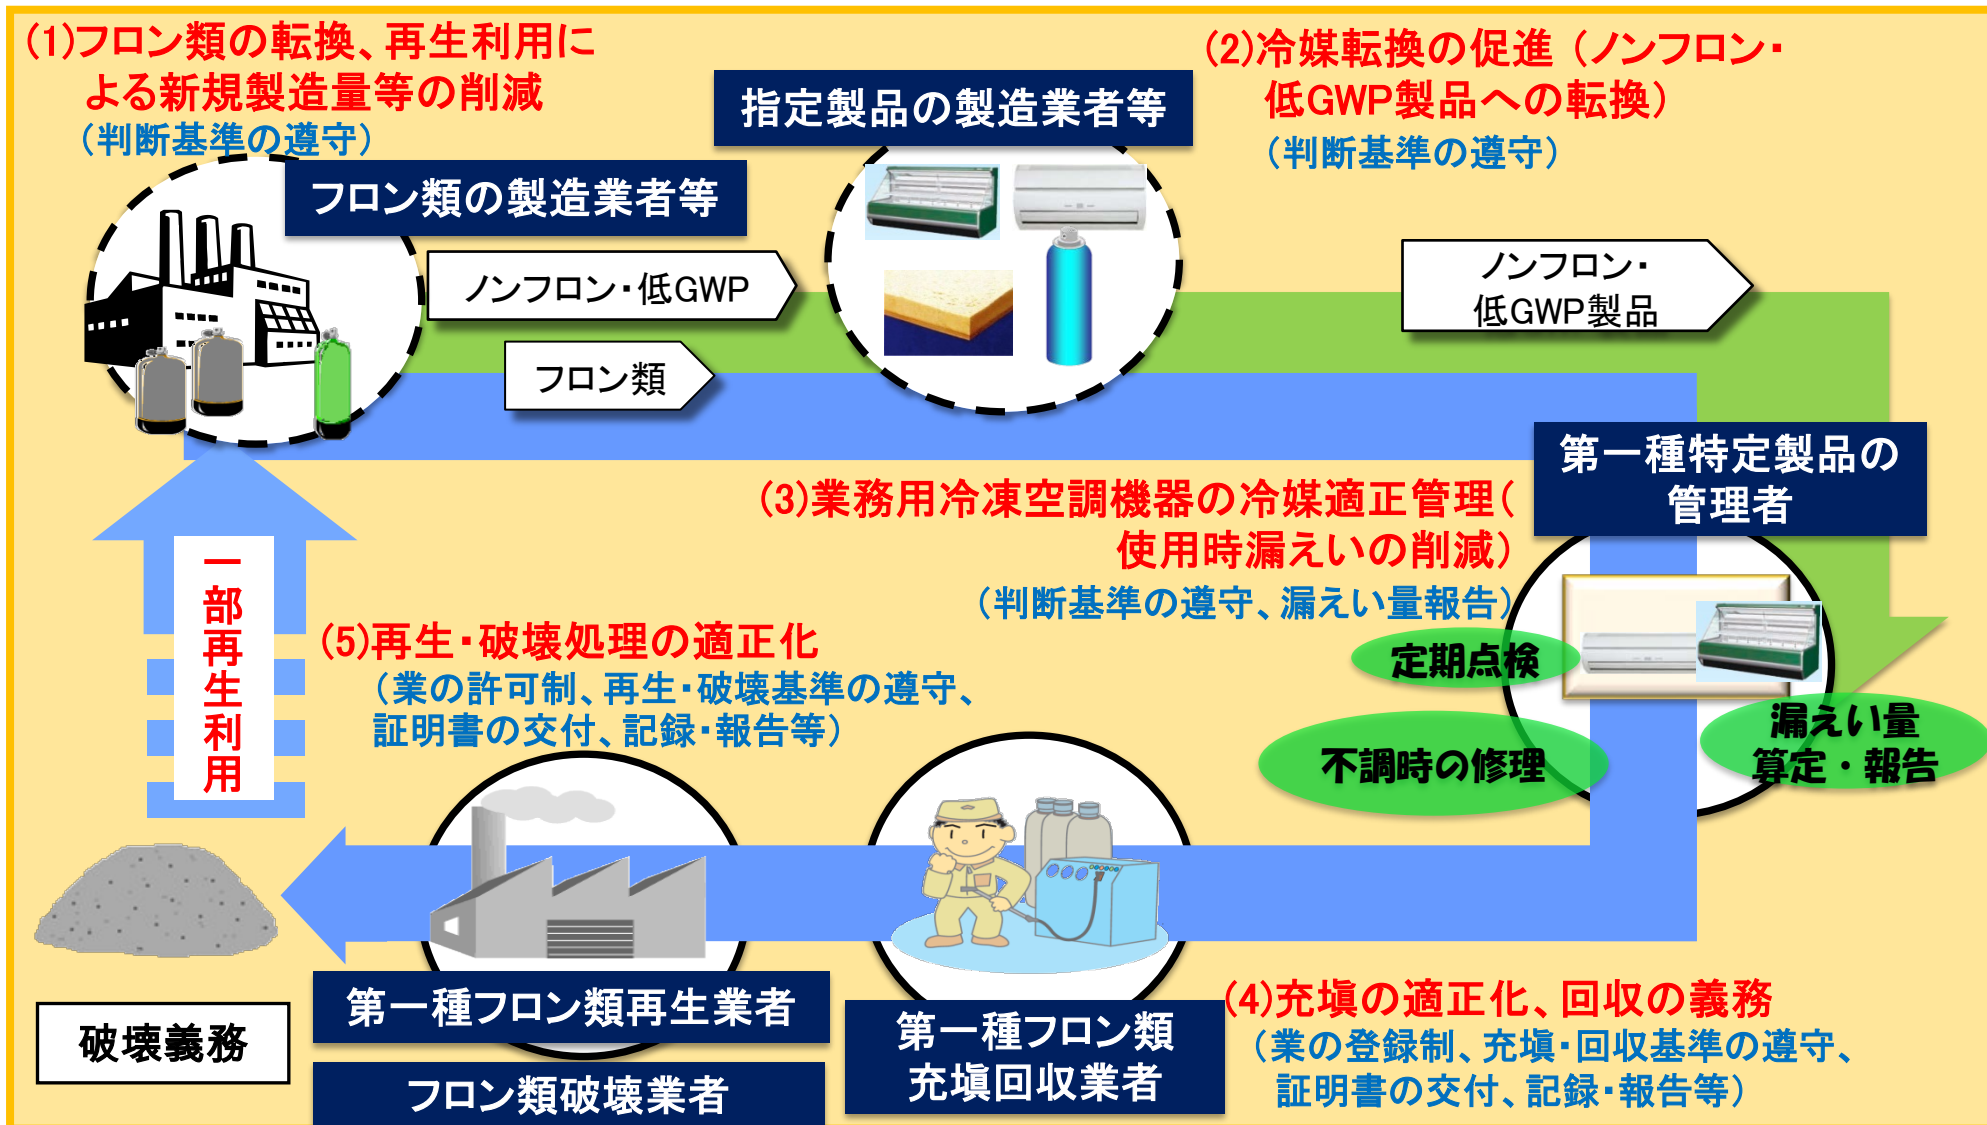 (1)フロン類の転換、再生利用に
よる新規製造量等の削減
（判断基準の遵守）
フロン類の製造業者等
指定製品の製造業者等
(2)冷媒転換の促進（ノンフロン・
低GWP製品への転換）
（判断基準の遵守）
ノンフロン・低GWP
フロン類
ノンフロン・
低GWP製品
第一種特定製品の
管理者
(3)業務用冷凍空調機器の冷媒適正管理（
使用時漏えいの削減）
（判断基準の遵守、漏えい量報告）
定期点検
不調時の修理
漏えい量
算定・報告
一部再生利用
(5)再生・破壊処理の適正化
（業の許可制、再生・破壊基準の遵守、
証明書の交付、記録・報告等）
破壊義務
第一種フロン類再生業者
フロン類破壊業者
第一種フロン類
充塡回収業者
(4)充塡の適正化、回収の義務
（業の登録制、充塡・回収基準の遵守、
証明書の交付、記録・報告等）